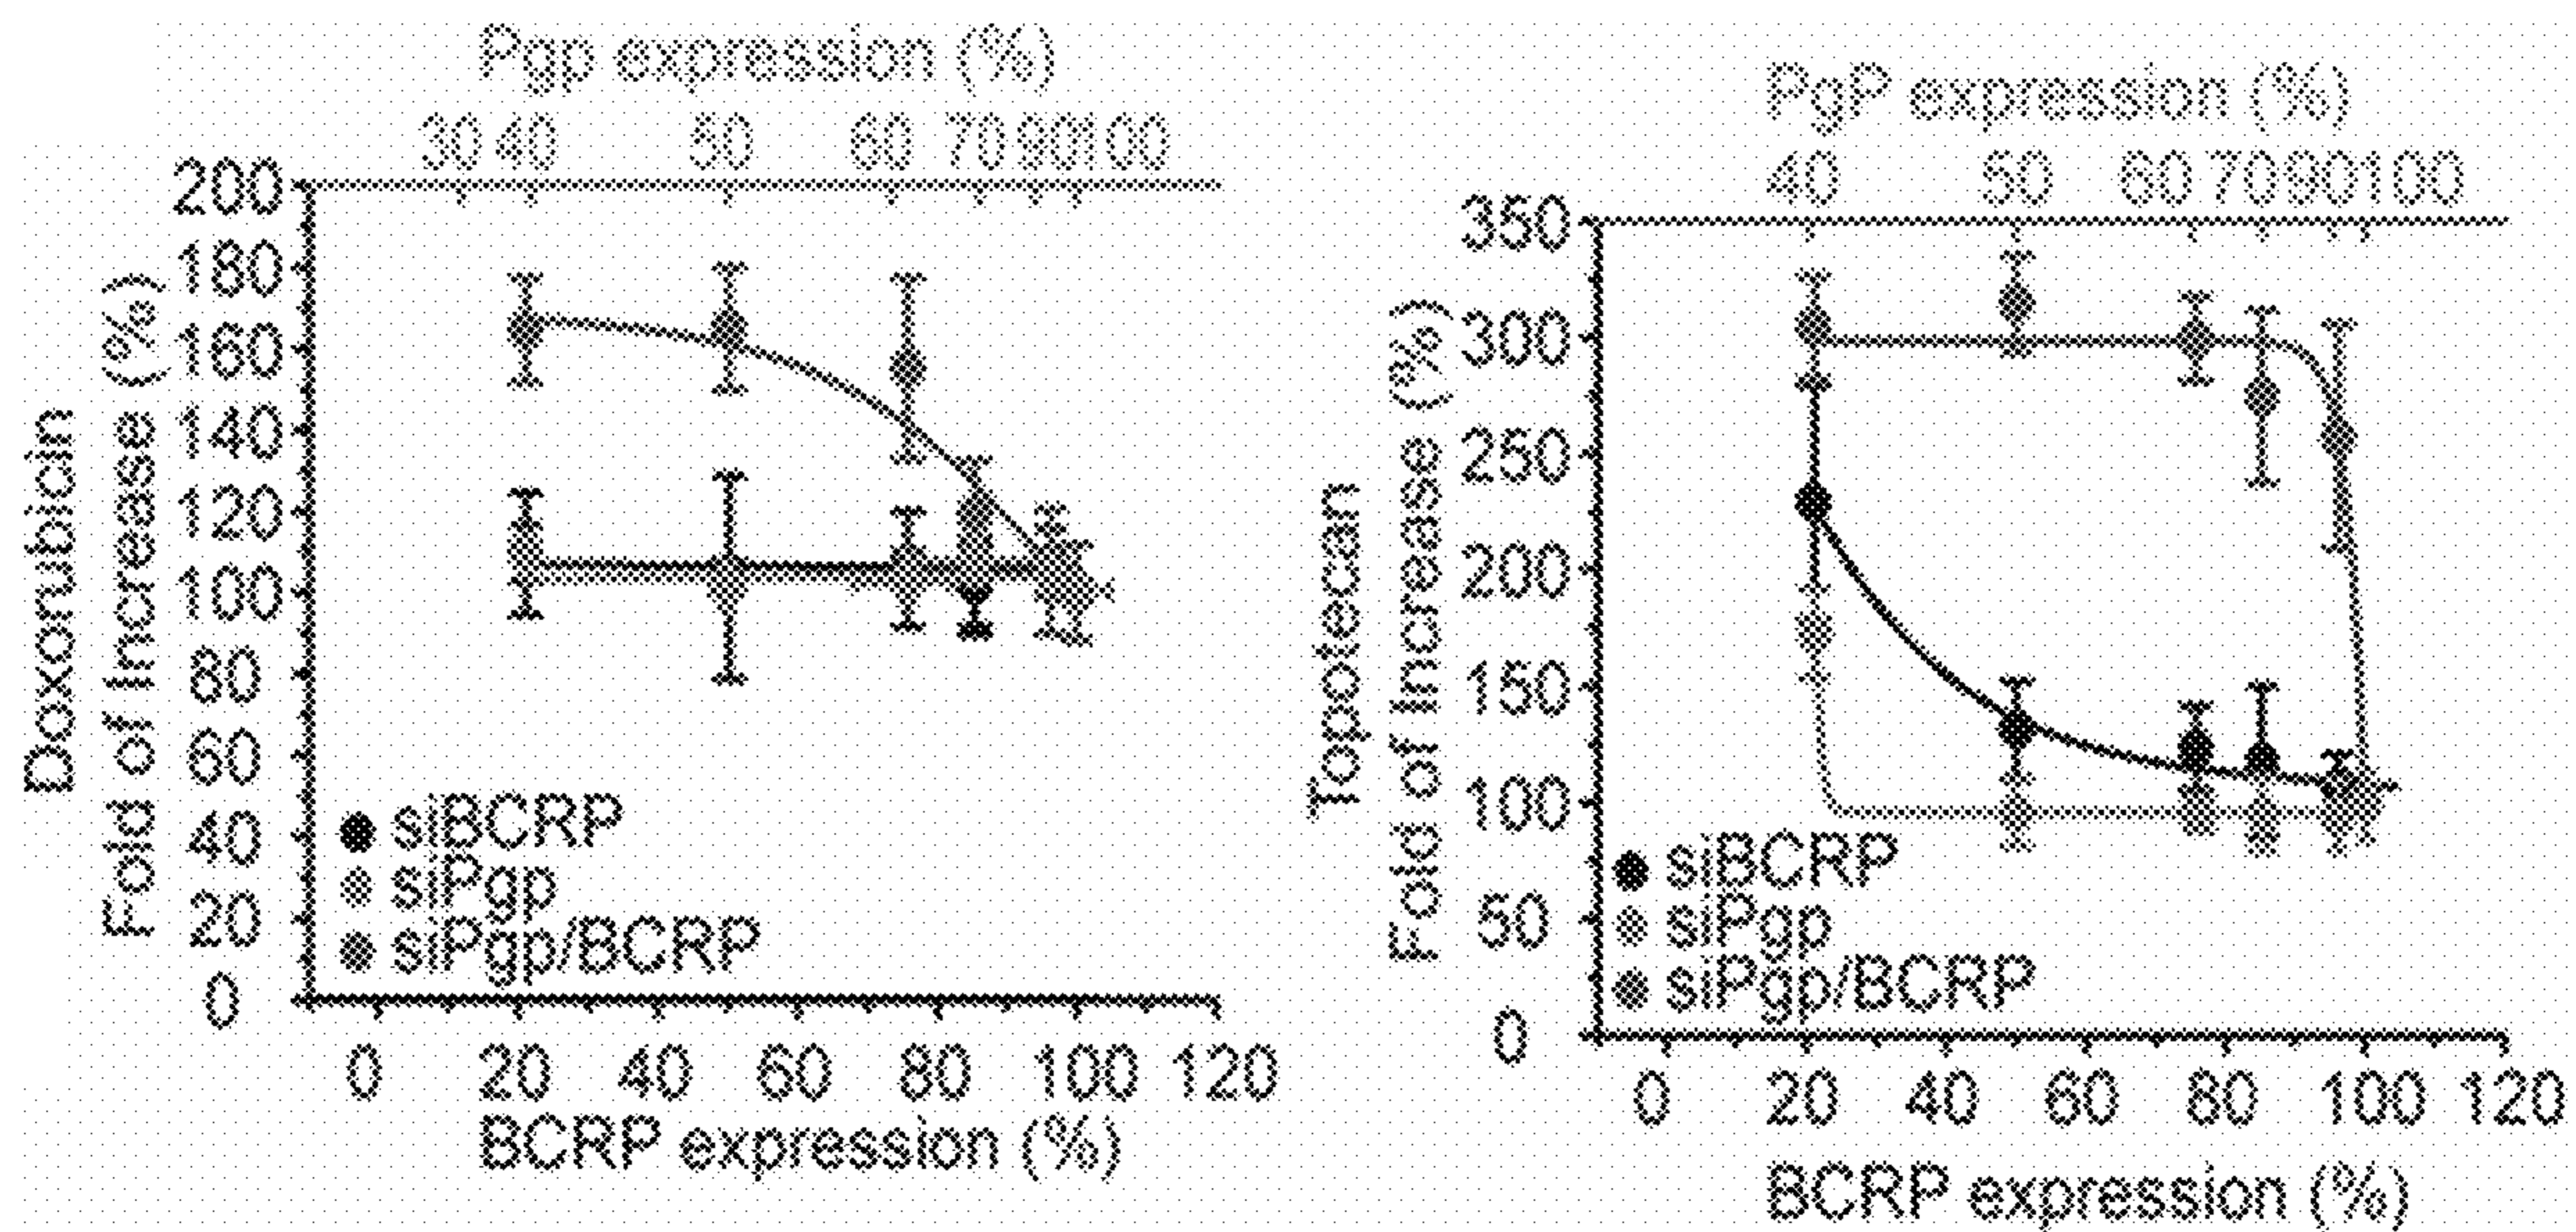 Pgp expression (%)
30 40 50 60 70 90 100
200
180
160
140
120
100
80
60
40
20
0
Doxorubicin
Fold of Increase (%)
siBCRP
siPgp
siPgp/BCRP
0 20 40 60 80 100 120
BCRP expression (%)
PgP expression (%)
40 50 60 70 90 100
350
300
250
200
150
100
50
0
Topotecan
Fold of Increase (%)
siBCRP
siPgp
siPgp/BCRP
0 20 40 60 80 100 120
BCRP expression (%)